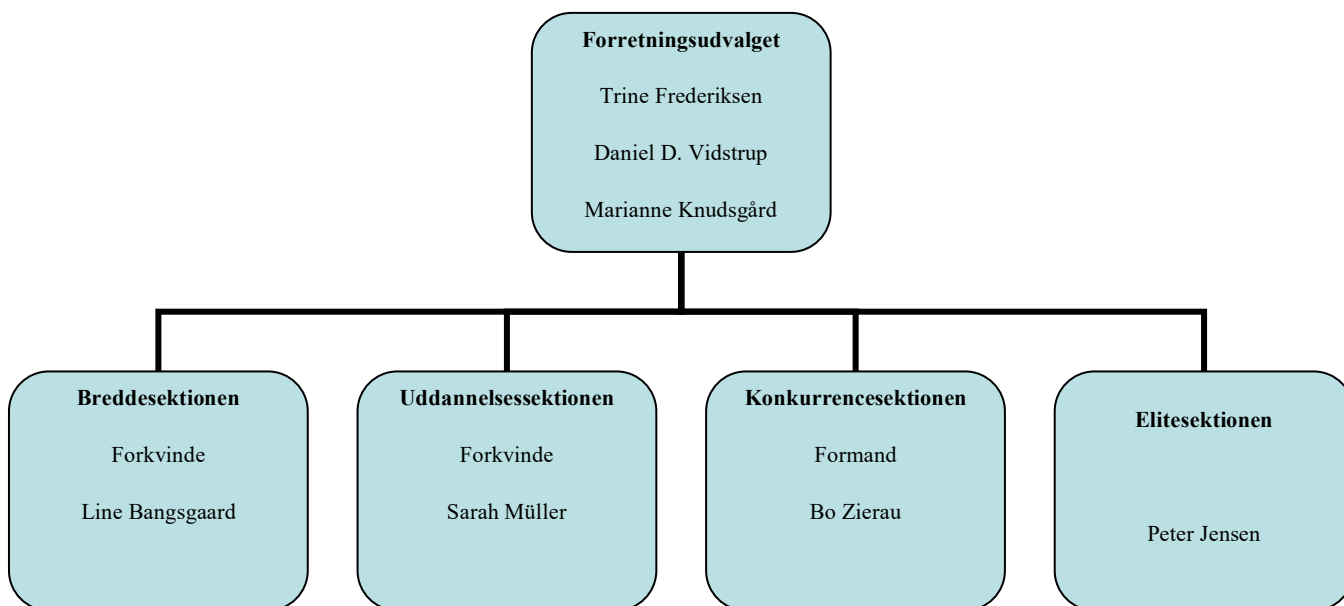 Forretningsudvalget
Trine Frederiksen
Daniel D. Vidstrup
Marianne Knudsgård
Breddesektionen
Forkvinde
Line Bangsgaard
Uddannelsessektionen
Forkvinde
Sarah Müller
Konkurrencesektionen
Formand
Bo Zierau
Elitesektionen
Peter Jensen